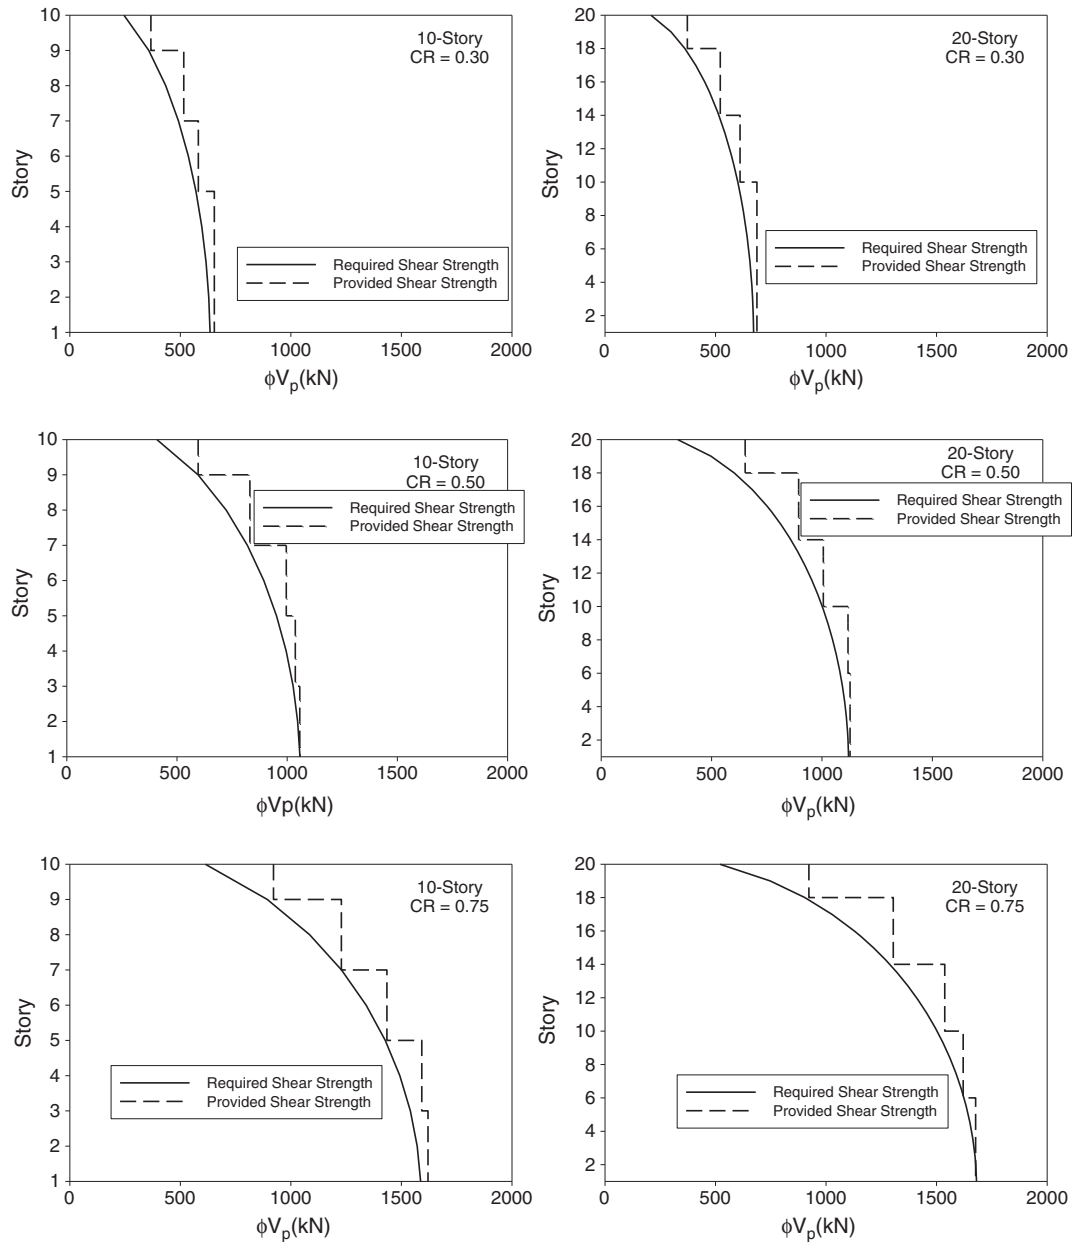 10-Story
CR = 0.30
10
9
8
7
6
5
4
3
2
1
Story
Required Shear Strength
Provided Shear Strength
0 500 1000 1500 2000
ϕVp(kN)
20-Story
CR = 0.30
20
18
16
14
12
10
8
6
4
2
Story
Required Shear Strength
Provided Shear Strength
0 500 1000 1500 2000
ϕVp(kN)
10-Story
CR = 0.50
10
9
8
7
6
5
4
3
2
1
Story
Required Shear Strength
Provided Shear Strength
0 500 1000 1500 2000
ϕVp(kN)
20-Story
CR = 0.50
20
18
16
14
12
10
8
6
4
2
Story
Required Shear Strength
Provided Shear Strength
0 500 1000 1500 2000
ϕVp(kN)
10-Story
CR = 0.75
10
9
8
7
6
5
4
3
2
1
Story
Required Shear Strength
Provided Shear Strength
0 500 1000 1500 2000
ϕVp(kN)
20-Story
CR = 0.75
20
18
16
14
12
10
8
6
4
2
Story
Required Shear Strength
Provided Shear Strength
0 500 1000 1500 2000
ϕVp(kN)